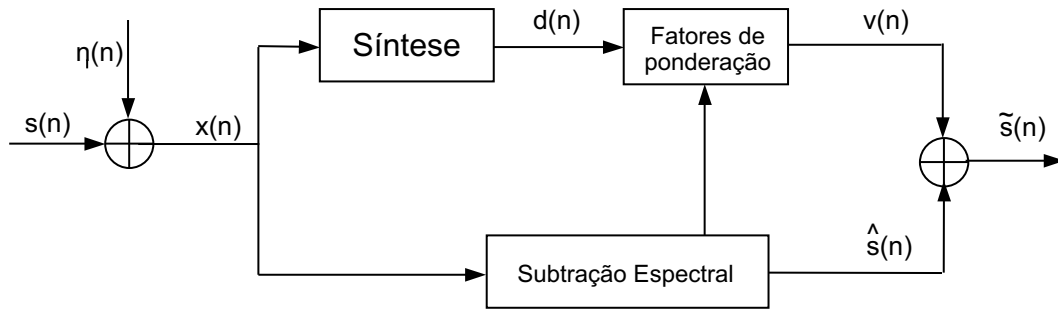 η(n)
s(n)
x(n)
Síntese
d(n)
Fatores de
ponderação
v(n)
s̃(n)
Subtração Espectral
ŝ(n)